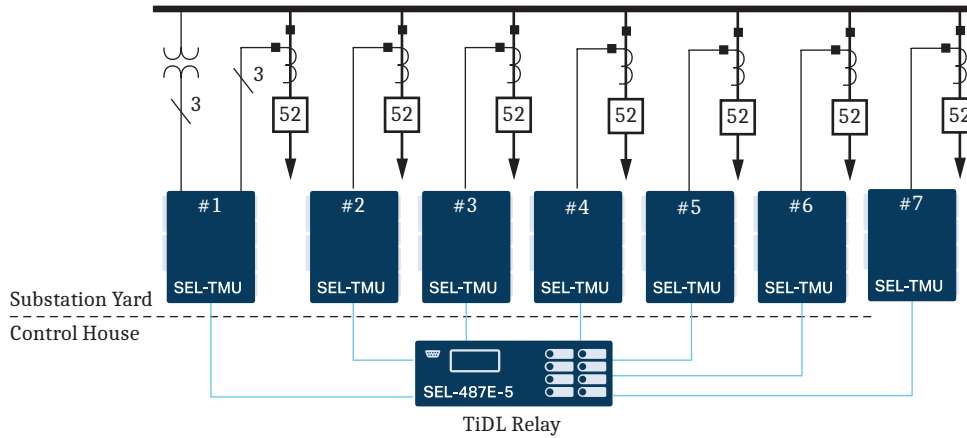 3
3
52
52
52
52
52
52
52
#1
#2
#3
#4
#5
#6
#7
SEL-TMU
SEL-TMU
SEL-TMU
SEL-TMU
SEL-TMU
SEL-TMU
SEL-TMU
Substation Yard
Control House
SEL-487E-5
TiDL Relay